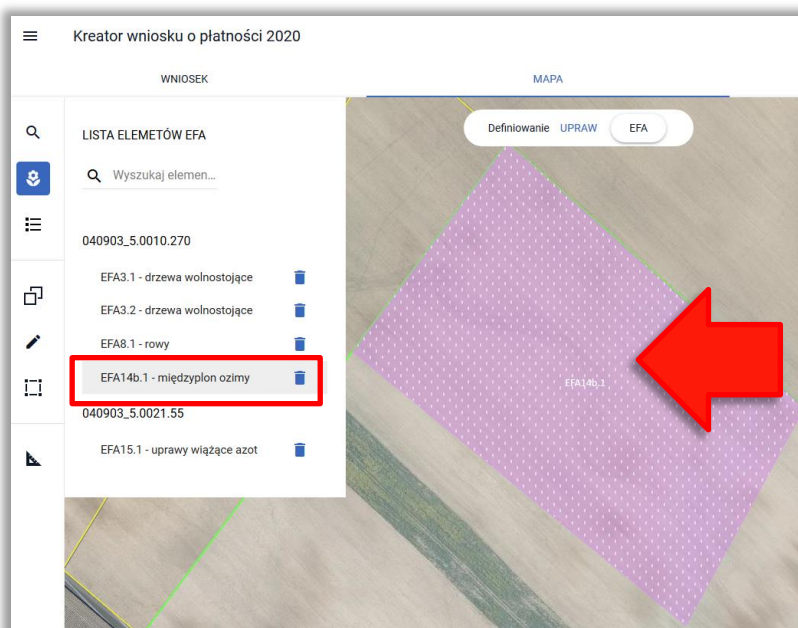 Kreator wniosku o płatności 2020
WNIOSEK MAPA
LISTA ELEMETÓW EFA
Definiowanie UPRAW EFA
Wyszukaj elemen...
040903_5.0010.270
EFA3.1 - drzewa wolnostojące
EFA3.2 - drzewa wolnostojące
EFA8.1 - rowy
EFA14b.1 - międzyplon ozimy
040903_5.0021.55
EFA15.1 - uprawy wiążące azot
EFA14b.1